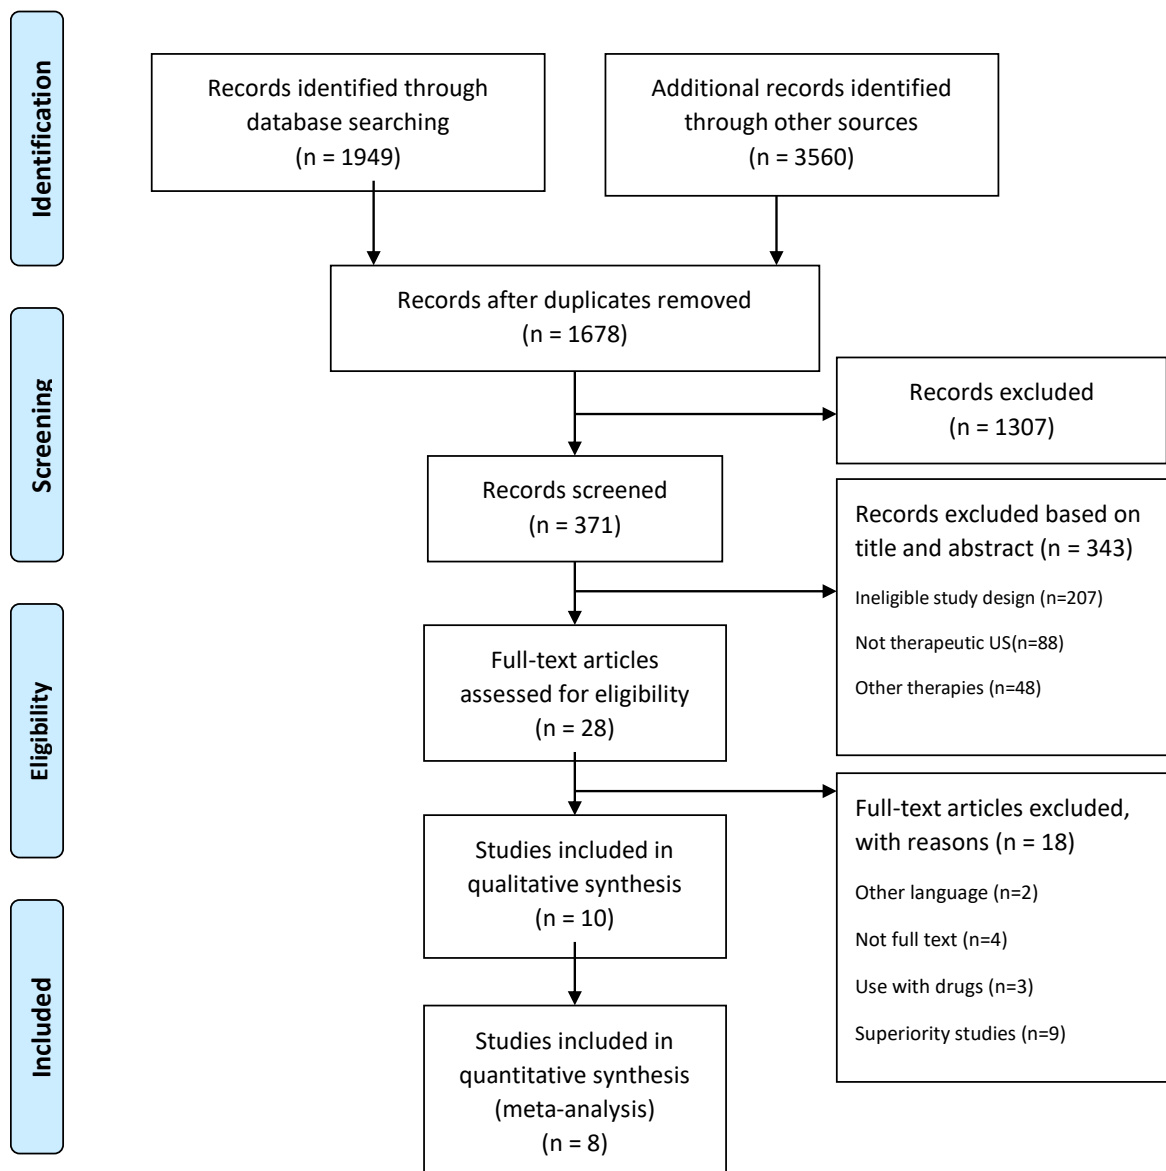 Identification
Records identified through
database searching
(n = 1949)
Additional records identified
through other sources
(n = 3560)
Records after duplicates removed
(n = 1678)
Screening
Records excluded
(n = 1307)
Records screened
(n = 371)
Records excluded based on
title and abstract (n = 343)
Ineligible study design (n=207)
Not therapeutic US(n=88)
Other therapies (n=48)
Eligibility
Full-text articles
assessed for eligibility
(n = 28)
Full-text articles excluded,
with reasons (n = 18)
Other language (n=2)
Not full text (n=4)
Use with drugs (n=3)
Superiority studies (n=9)
Studies included in
qualitative synthesis
(n = 10)
Included
Studies included in
quantitative synthesis
(meta-analysis)
(n = 8)